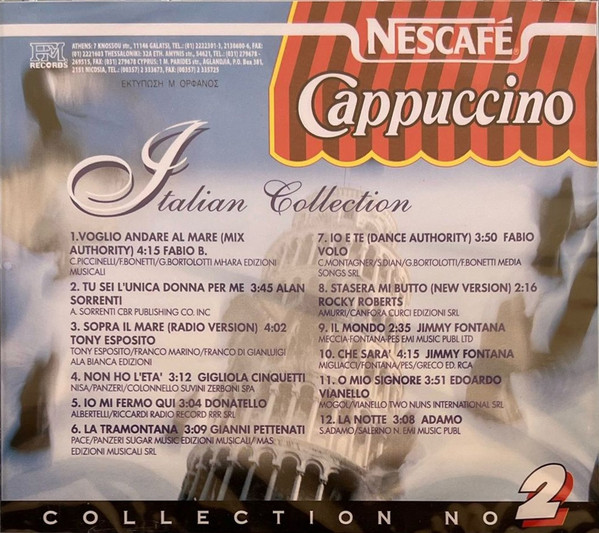 FM
RECORDS
ATHENS: 7 KNOSSOU str., 11146 GALATSI, TEL.: (01) 2222381-3, 2138600-6, FAX:
(01) 2221603 THESSALONIKI: 32A ETH. AMYNIS str., TEL.: (031) 279678-
269515, FAX: (031) 279678 CYPRUS: 1 M. PARIDES str., AGLANDJIA, P.O. Box 581,
2151 NICOSIA, TEL.: (00357) 2 333673, FAX: (00357) 2 335725
ΕΚΤΥΠΩΣΗ Μ ΟΡΦΑΝΟΣ
NESCAFÉ
Cappuccino
Italian Collection
1.VOGLIO ANDARE AL MARE (MIX
AUTHORITY) 4:15 FABIO B.
C.PICCINELLI/F.BONETTI/G.BORTOLOTTI MHARA EDIZIONI
MUSICALI
2. TU SEI L'UNICA DONNA PER ME 3:45 ALAN
SORRENTI
A. SORRENTI CBR PUBLISHING CO. INC
3. SOPRA IL MARE (RADIO VERSION) 4:02
TONY ESPOSITO
TONY ESPOSITO/FRANCO MARINO/FRANCO DI GIANLUIGI
ALA BIANCA EDIZIONI
4. NON HO L'ETA' 3:12 GIGLIOLA CINQUETTI
NISA/PANZERI/COLONNELLO SUVINI ZERBONI SPA
5. IO MI FERMO QUI 3:04 DONATELLO
ALBERTELLI/RICCARDI RADIO RECORD RRR SRL
6. LA TRAMONTANA 3:09 GIANNI PETTENATI
PACE/PANZERI SUGAR MUSIC EDIZIONI MUSICALI/ MAS.
EDIZIONI MUSICALI SRL
7. IO E TE (DANCE AUTHORITY) 3:50 FABIO
VOLO
C.MONTAGNER/S.DIAN/G.BORTOLOTTI/F.BONETTI MEDIA
SONGS SRL
8. STASERA MI BUTTO (NEW VERSION) 2:16
ROCKY ROBERTS
AMURRI/CANFORA CURCI EDIZIONI SRL
9. IL MONDO 2:35 JIMMY FONTANA
MECCIA-FONTANA-PES EMI MUSIC PUBL LTD
10. CHE SARA' 4:15 JIMMY FONTANA
MIGLIACCI/FONTANA/PES/GRECO ED. RCA
11. O MIO SIGNORE 3:51 EDOARDO
VIANELLO
MOGOL/VIANELLO TWO NUNS INTERNATIONAL SRL
12. LA NOTTE 3:08 ADAMO
S.ADAMO/SALERNO N. EMI MUSIC PUBL
COLLECTION NO 2